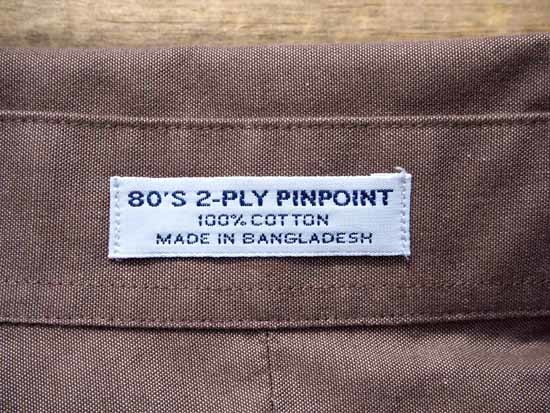 80'S 2-PLY PINPOINT
100% COTTON
MADE IN BANGLADESH